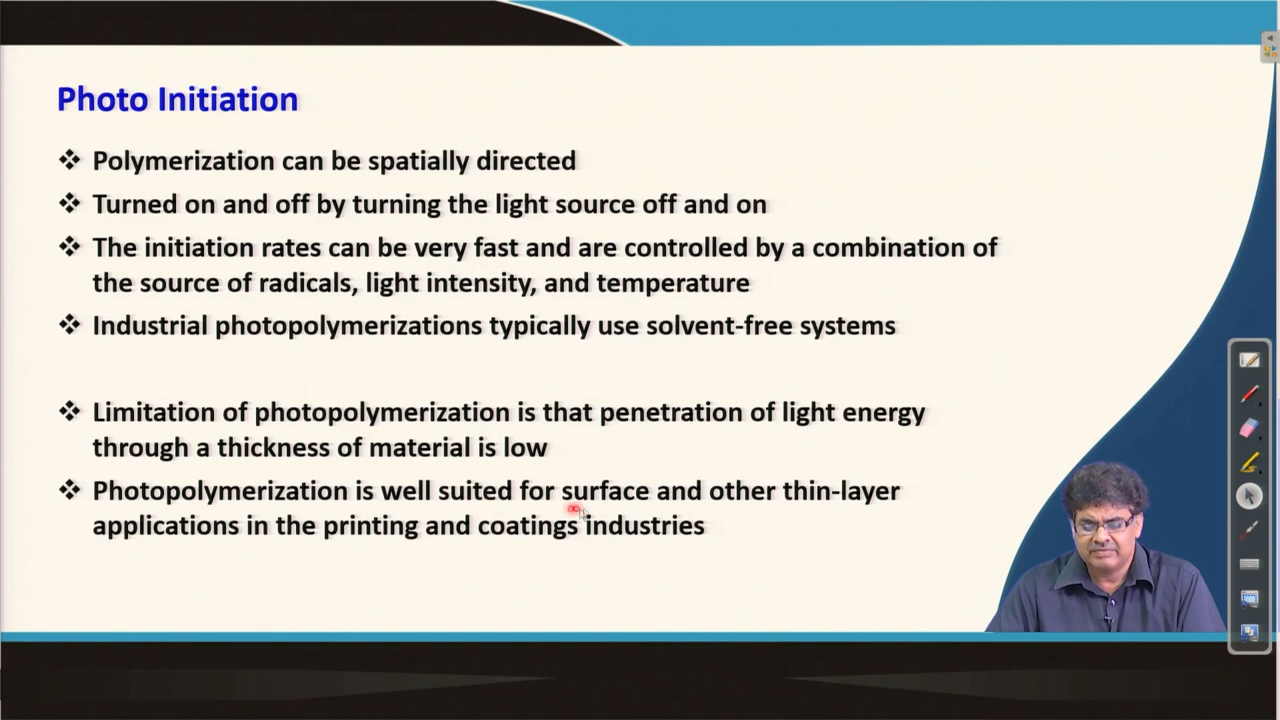 Photo Initiation
❖ Polymerization can be spatially directed
❖ Turned on and off by turning the light source off and on
❖ The initiation rates can be very fast and are controlled by a combination of
the source of radicals, light intensity, and temperature
❖ Industrial photopolymerizations typically use solvent-free systems
❖ Limitation of photopolymerization is that penetration of light energy
through a thickness of material is low
❖ Photopolymerization is well suited for surface and other thin-layer
applications in the printing and coatings industries